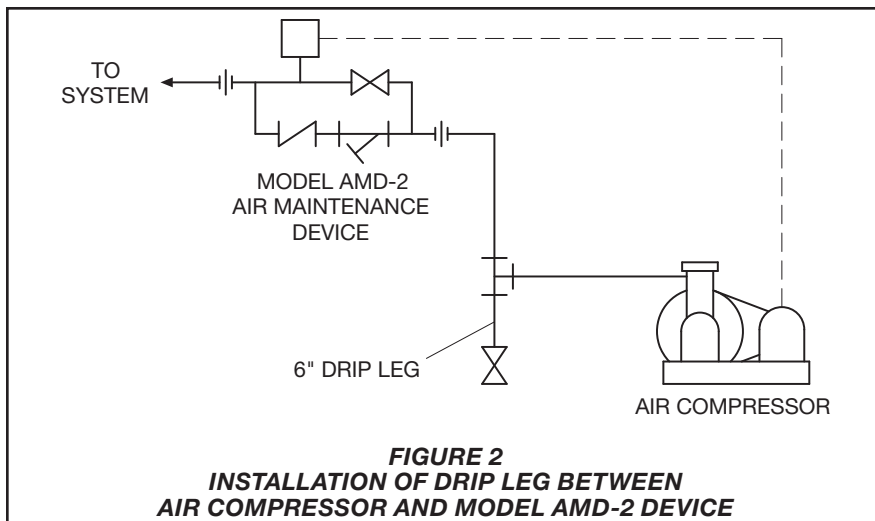 TO
SYSTEM
MODEL AMD-2
AIR MAINTENANCE
DEVICE
6" DRIP LEG
AIR COMPRESSOR
FIGURE 2
INSTALLATION OF DRIP LEG BETWEEN
AIR COMPRESSOR AND MODEL AMD-2 DEVICE